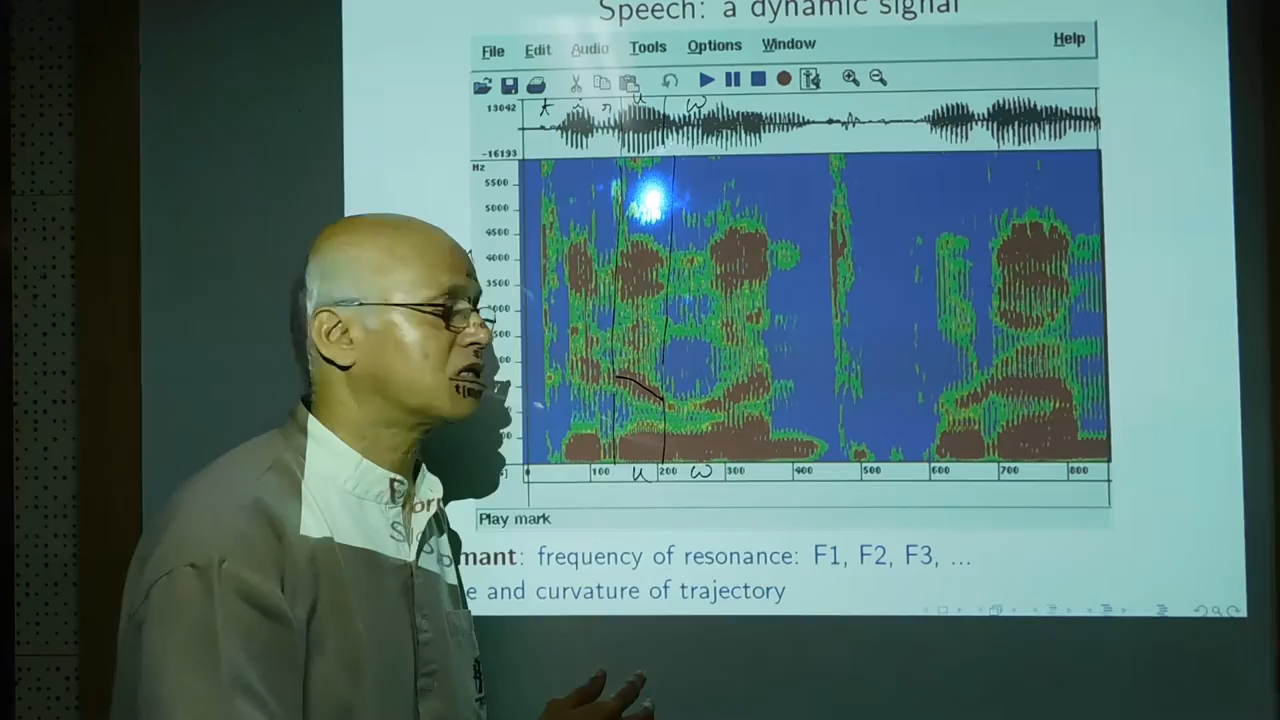 Speech: a dynamic signal
File Edit Audio Tools Options Window Help
13042
-16193
Hz
5500
5000
4500
4000
3500
u
w
0 100 200 300 400 500 600 700 800
u w
Play mark
mant: frequency of resonance: F1, F2, F3, ...
e and curvature of trajectory